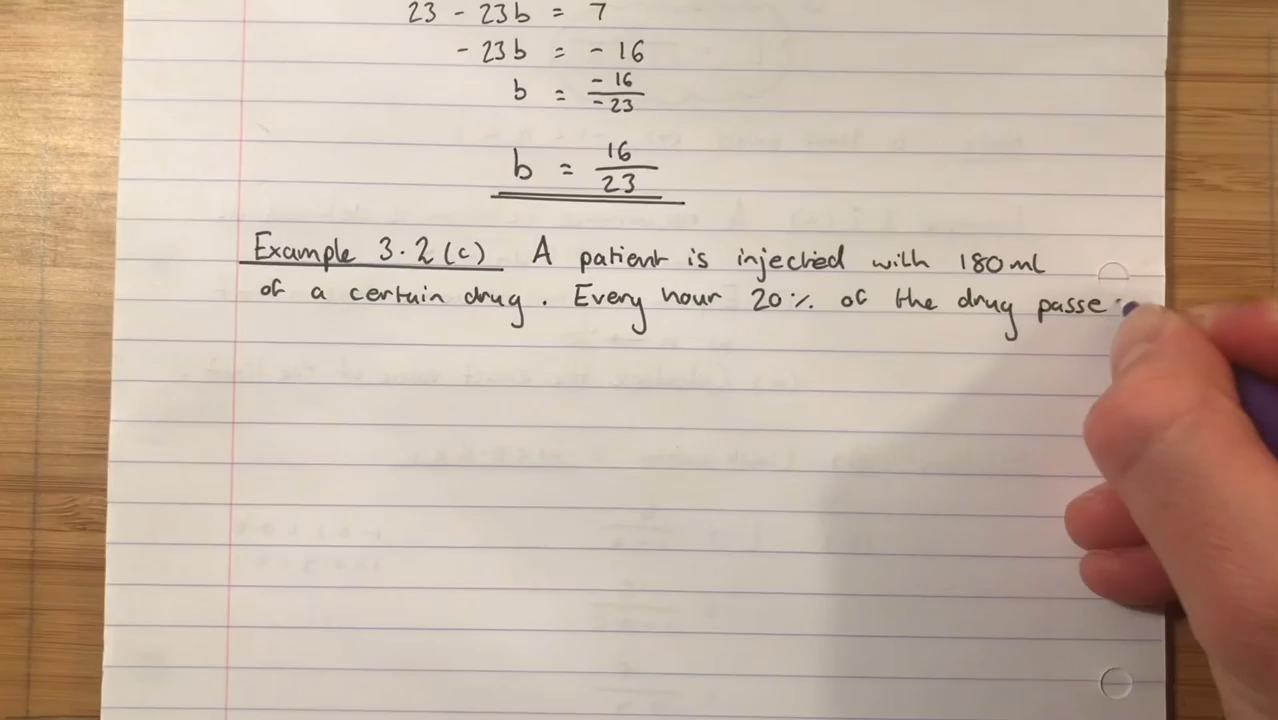 23 - 23b = 7
- 23b = - 16
b = -16/-23
b = 16/23
Example 3.2 (c) A patient is injected with 180ml
of a certain drug. Every hour 20% of the drug passe